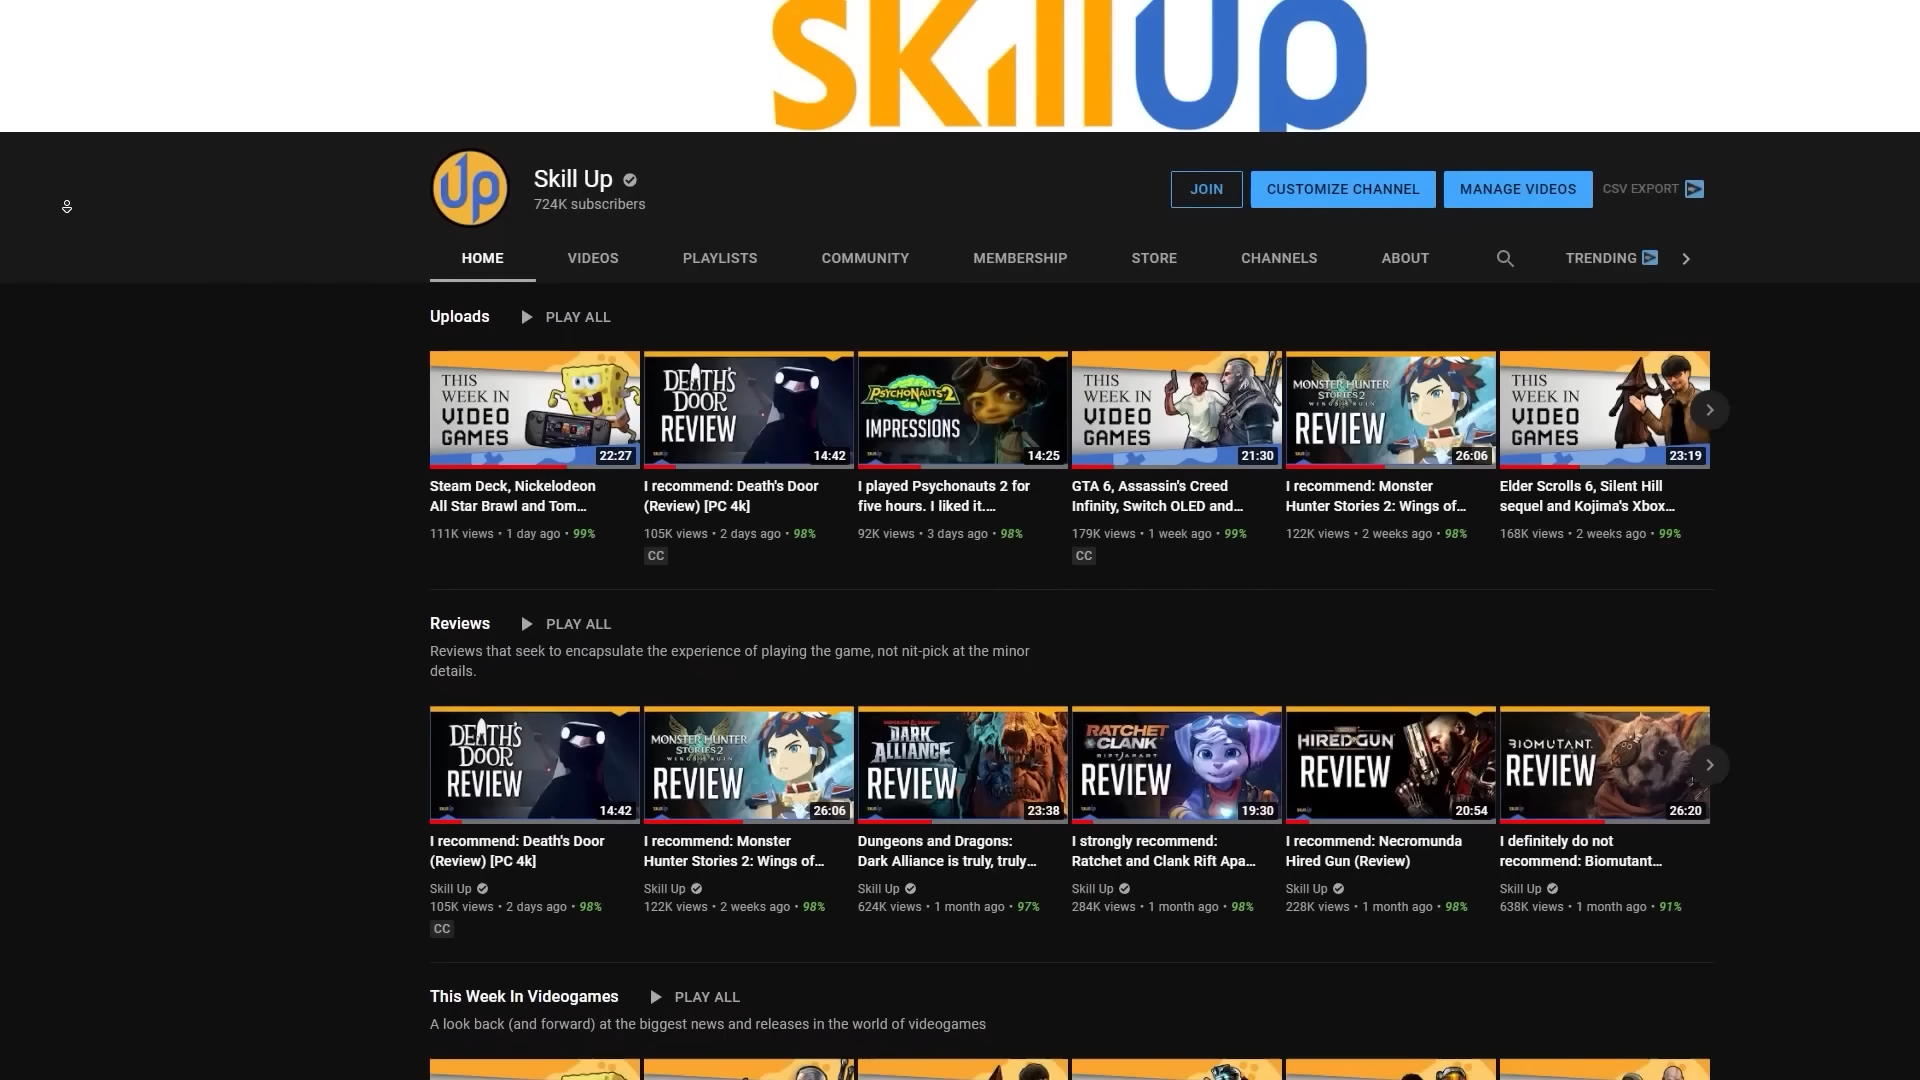 SkillUp
Up
Skill Up
724K subscribers
JOIN
CUSTOMIZE CHANNEL
MANAGE VIDEOS
CSV EXPORT
HOME
VIDEOS
PLAYLISTS
COMMUNITY
MEMBERSHIP
STORE
CHANNELS
ABOUT
TRENDING
Uploads
PLAY ALL
THIS
WEEK IN
VIDEO
GAMES
22:27
DEATH'S
DOOR
REVIEW
14:42
PSYCHONAUTS 2
IMPRESSIONS
14:25
THIS
WEEK IN
VIDEO
GAMES
21:30
MONSTER HUNTER
STORIES 2
WINGS OF RUIN
REVIEW
26:06
THIS
WEEK IN
VIDEO
GAMES
23:19
Steam Deck, Nickelodeon
All Star Brawl and Tom...
111K views • 1 day ago • 99%
I recommend: Death's Door
(Review) [PC 4k]
105K views • 2 days ago • 98%
CC
I played Psychonauts 2 for
five hours. I liked it....
92K views • 3 days ago • 98%
GTA 6, Assassin's Creed
Infinity, Switch OLED and...
179K views • 1 week ago • 99%
CC
I recommend: Monster
Hunter Stories 2: Wings of...
122K views • 2 weeks ago • 98%
Elder Scrolls 6, Silent Hill
sequel and Kojima's Xbox...
168K views • 2 weeks ago • 99%
Reviews
PLAY ALL
Reviews that seek to encapsulate the experience of playing the game, not nit-pick at the minor
details.
DEATH'S
DOOR
REVIEW
14:42
MONSTER HUNTER
STORIES 2
WINGS OF RUIN
REVIEW
26:06
DUNGEONS & DRAGONS
DARK
ALLIANCE
REVIEW
23:38
RATCHET
& CLANK
RIFT APART
REVIEW
19:30
HIRED GUN
REVIEW
20:54
BIOMUTANT
REVIEW
26:20
I recommend: Death's Door
(Review) [PC 4k]
Skill Up
105K views • 2 days ago • 98%
CC
I recommend: Monster
Hunter Stories 2: Wings of...
Skill Up
122K views • 2 weeks ago • 98%
Dungeons and Dragons:
Dark Alliance is truly, truly...
Skill Up
624K views • 1 month ago • 97%
I strongly recommend:
Ratchet and Clank Rift Apa...
Skill Up
284K views • 1 month ago • 98%
I recommend: Necromunda
Hired Gun (Review)
Skill Up
228K views • 1 month ago • 98%
I definitely do not
recommend: Biomutant...
Skill Up
638K views • 1 month ago • 91%
This Week In Videogames
PLAY ALL
A look back (and forward) at the biggest news and releases in the world of videogames